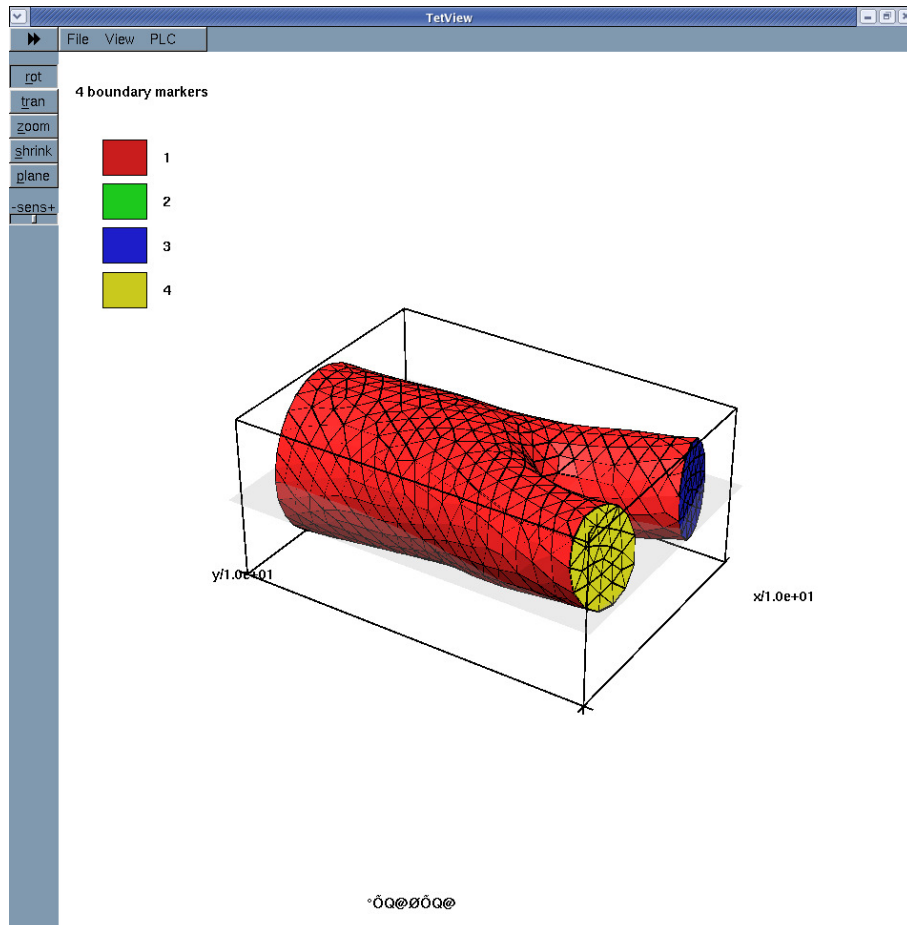 TetView
File View PLC
rot
tran
zoom
shrink
plane
-sens+
4 boundary markers
1
2
3
4
y/1.0e+01
x/1.0e+01
°ÕQ@ØÕQ@